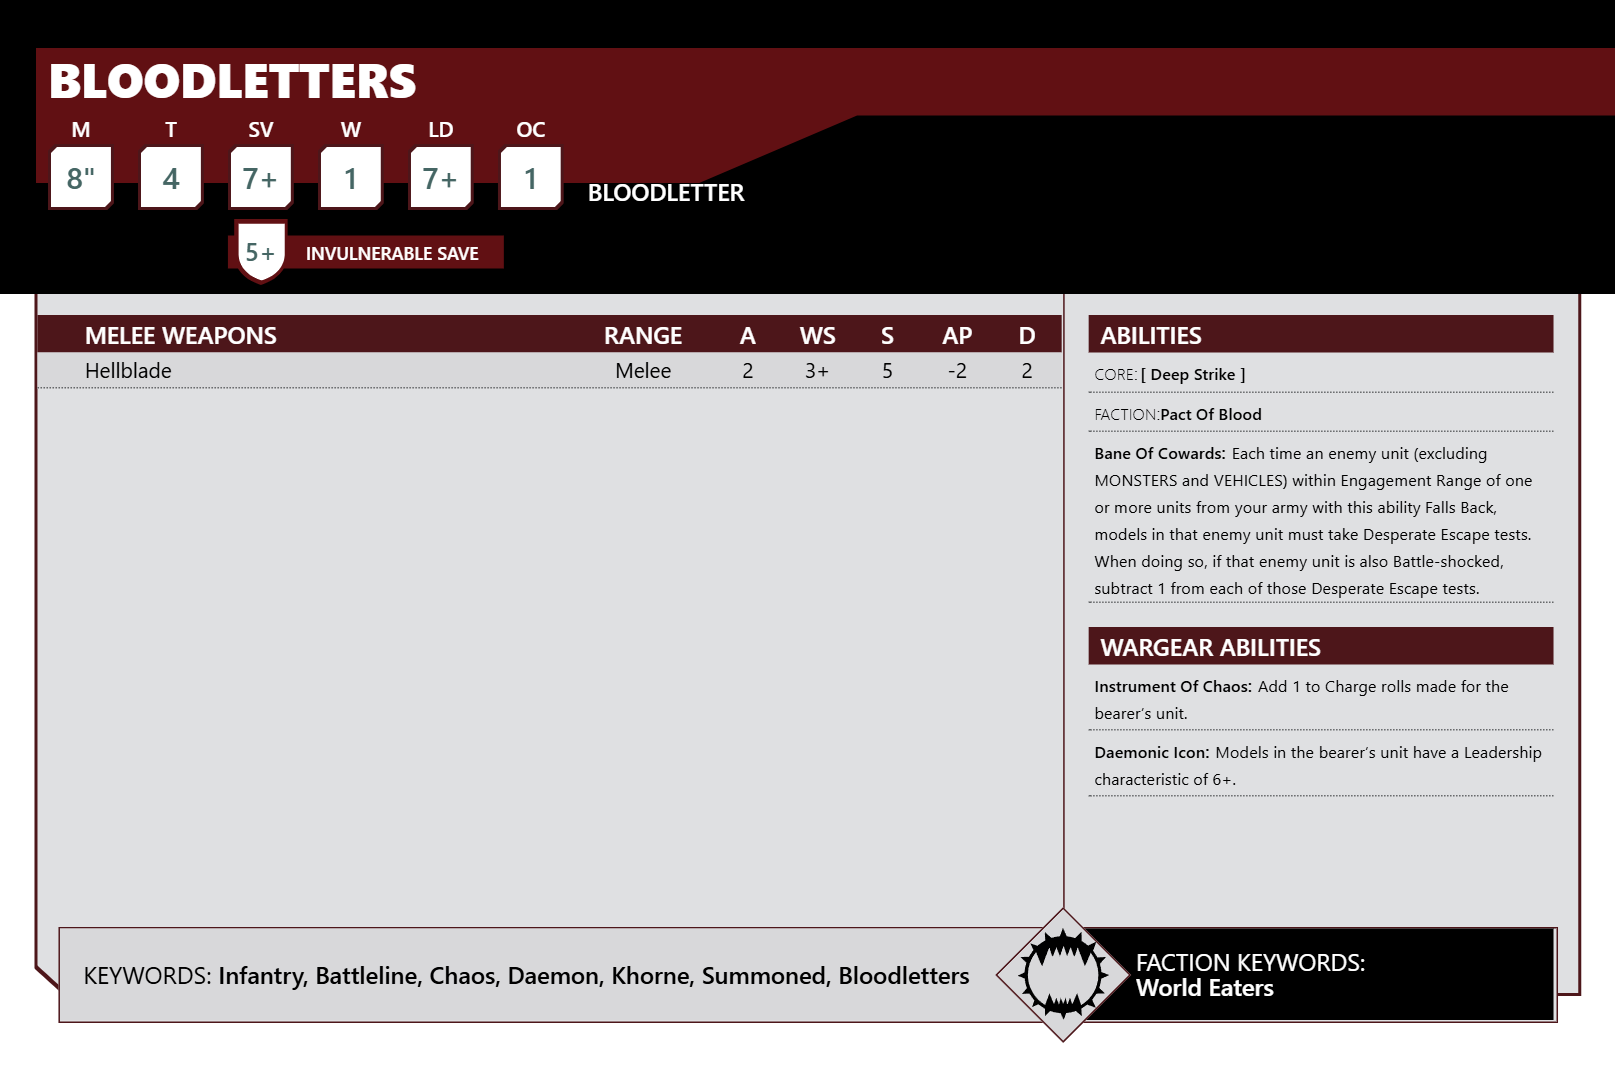 BLOODLETTERS
M T SV W LD OC
8" 4 7+ 1 7+ 1 BLOODLETTER
5+ INVULNERABLE SAVE
MELEE WEAPONS RANGE A WS S AP D
Hellblade Melee 2 3+ 5 -2 2
ABILITIES
CORE: [ Deep Strike ]
FACTION:Pact Of Blood
Bane Of Cowards: Each time an enemy unit (excluding
MONSTERS and VEHICLES) within Engagement Range of one
or more units from your army with this ability Falls Back,
models in that enemy unit must take Desperate Escape tests.
When doing so, if that enemy unit is also Battle-shocked,
subtract 1 from each of those Desperate Escape tests.
WARGEAR ABILITIES
Instrument Of Chaos: Add 1 to Charge rolls made for the
bearer's unit.
Daemonic Icon: Models in the bearer's unit have a Leadership
characteristic of 6+.
KEYWORDS: Infantry, Battleline, Chaos, Daemon, Khorne, Summoned, Bloodletters
FACTION KEYWORDS:
World Eaters